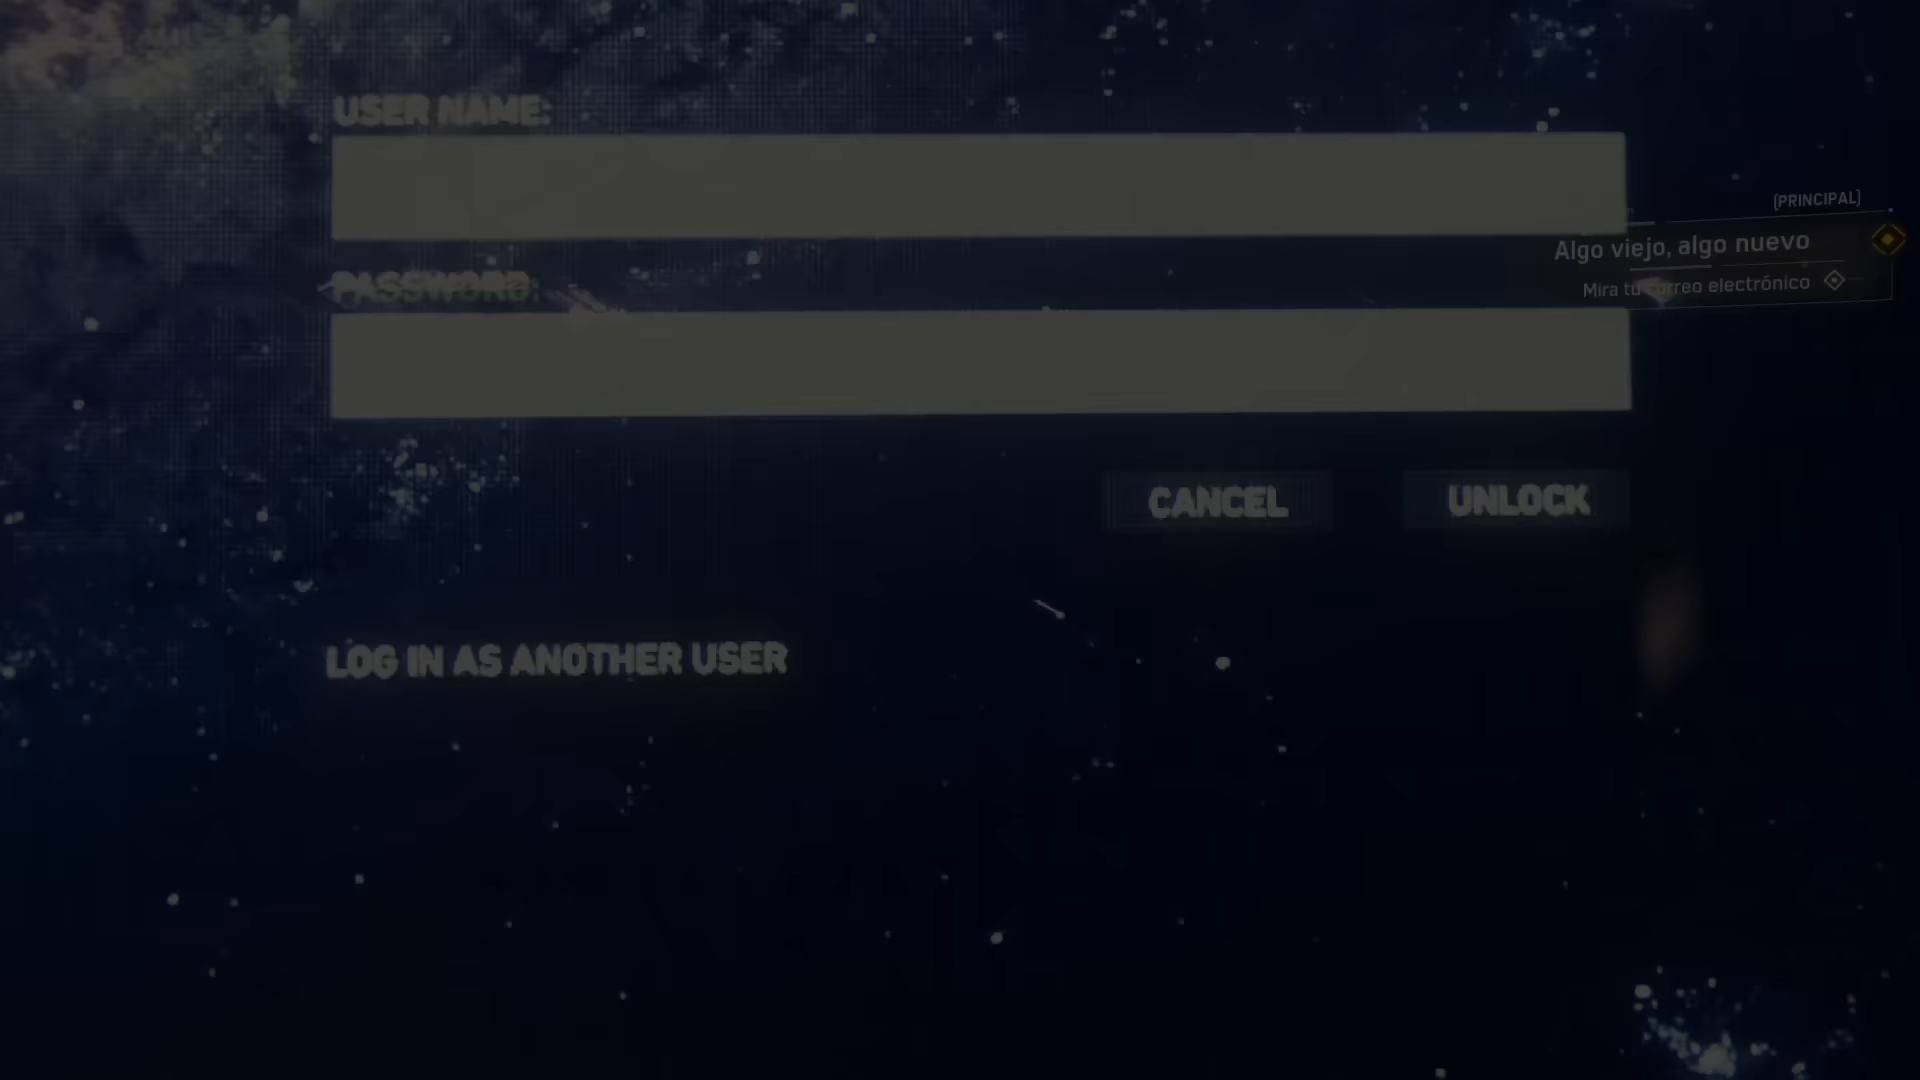 USER NAME:
PASSWORD:
CANCEL
UNLOCK
LOG IN AS ANOTHER USER
(PRINCIPAL)
Algo viejo, algo nuevo
Mira tu correo electrónico